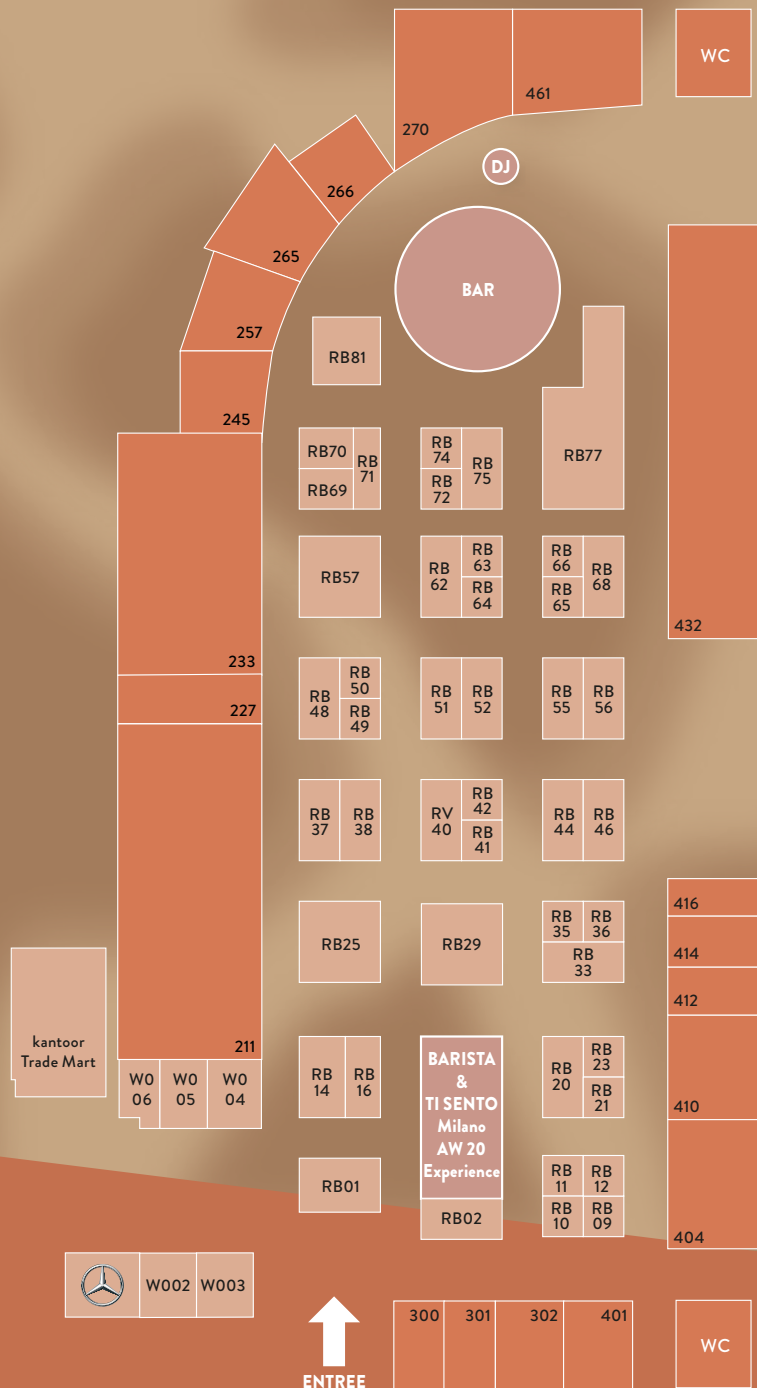 WC
461
270
DJ
266
265
BAR
257
RB81
245
RB70
RB
71
RB69
RB
74
RB
72
RB
75
RB77
RB57
RB
62
RB
63
RB
64
RB
66
RB
65
RB
68
432
233
227
RB
48
RB
50
RB
49
RB
51
RB
52
RB
55
RB
56
RB
37
RB
38
RV
40
RB
42
RB
41
RB
44
RB
46
416
414
412
410
404
RB25
RB29
RB
35
RB
36
RB
33
kantoor
Trade Mart
211
W0
06
W0
05
W0
04
RB
14
RB
16
BARISTA
&
TI SENTO
Milano
AW 20
Experience
RB
20
RB
23
RB
21
RB01
RB02
RB
11
RB
12
RB
10
RB
09
W002
W003
ENTREE
300
301
302
401
WC